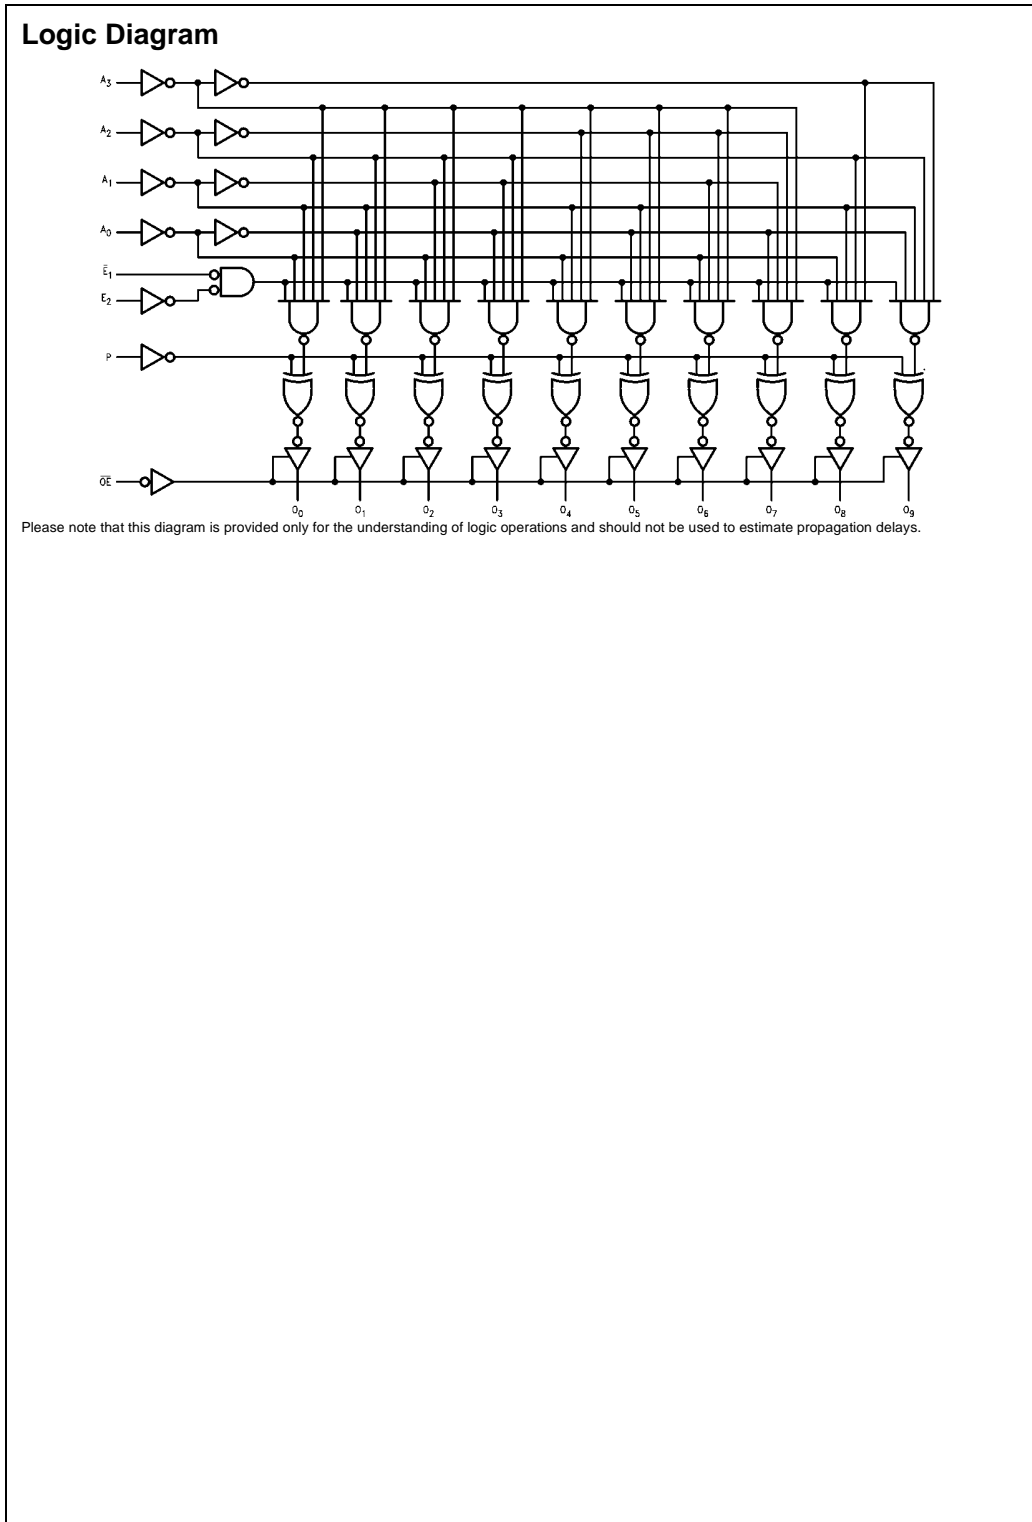 Logic Diagram
A3
A2
A1
A0
Ē1
E2
P
O̅E̅
O0 O1 O2 O3 O4 O5 O6 O7 O8 O9
Please note that this diagram is provided only for the understanding of logic operations and should not be used to estimate propagation delays.